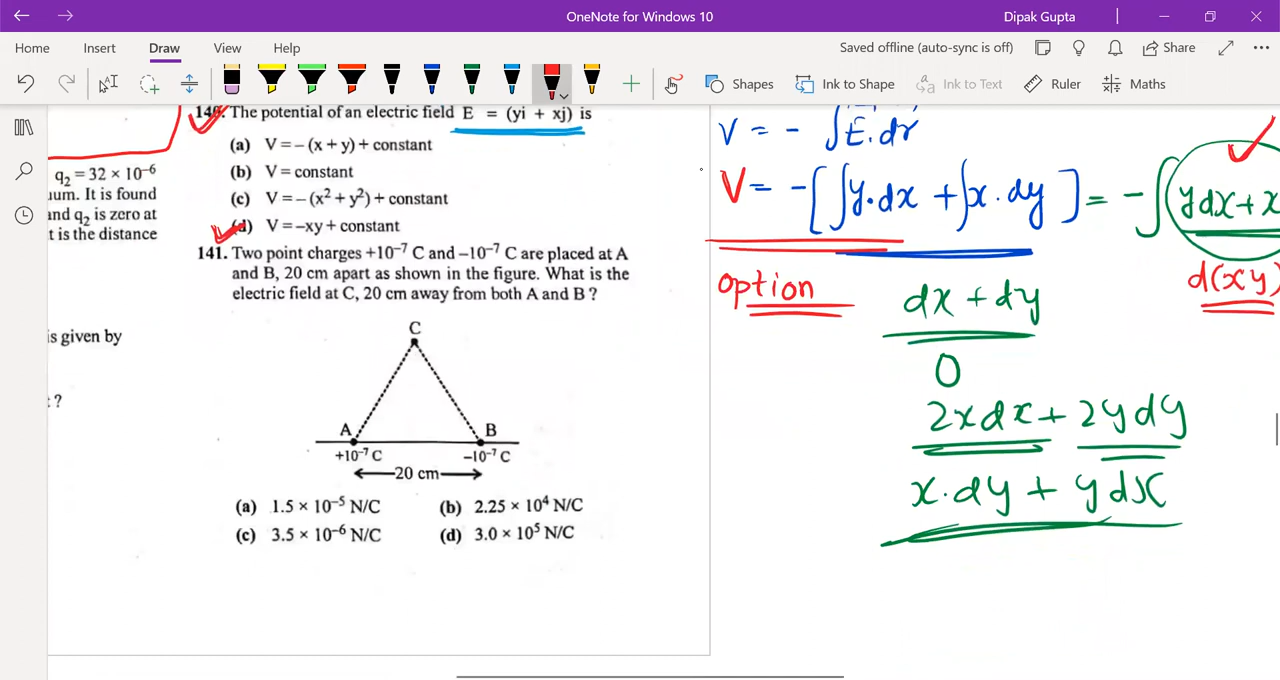 OneNote for Windows 10
Dipak Gupta
Home Insert Draw View Help
Saved offline (auto-sync is off)
Share
Shapes
Ink to Shape
Ink to Text
Ruler
Maths
q₂ = 32 × 10⁻⁶
um. It is found
and q₂ is zero at
t is the distance
is given by
?
140. The potential of an electric field E = (yi + xj) is
(a) V = – (x + y) + constant
(b) V = constant
(c) V = – (x² + y²) + constant
(d) V = –xy + constant
141. Two point charges +10⁻⁷ C and –10⁻⁷ C are placed at A
and B, 20 cm apart as shown in the figure. What is the
electric field at C, 20 cm away from both A and B ?
C
A
B
+10⁻⁷ C
–10⁻⁷ C
20 cm
(a) 1.5 × 10⁻⁵ N/C
(b) 2.25 × 10⁴ N/C
(c) 3.5 × 10⁻⁶ N/C
(d) 3.0 × 10⁵ N/C
V = - ∫E.dr
V = -[∫y.dx + ∫x.dy] = -∫(ydx + x
option
d(xy)
dx + dy
0
2xdx + 2ydy
x.dy + ydx